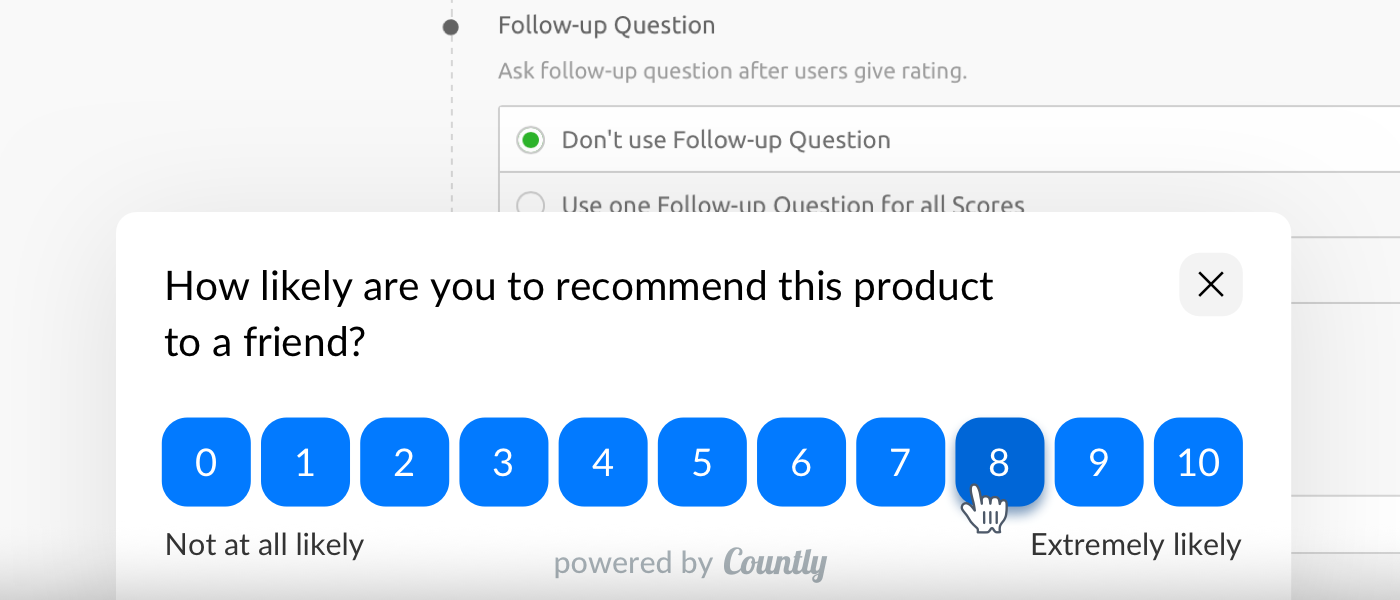 Follow-up Question
Ask follow-up question after users give rating.
Don't use Follow-up Question
Use one Follow-up Question for all Scores
How likely are you to recommend this product
to a friend?
0 1 2 3 4 5 6 7 8 9 10
Not at all likely
Extremely likely
powered by Countly